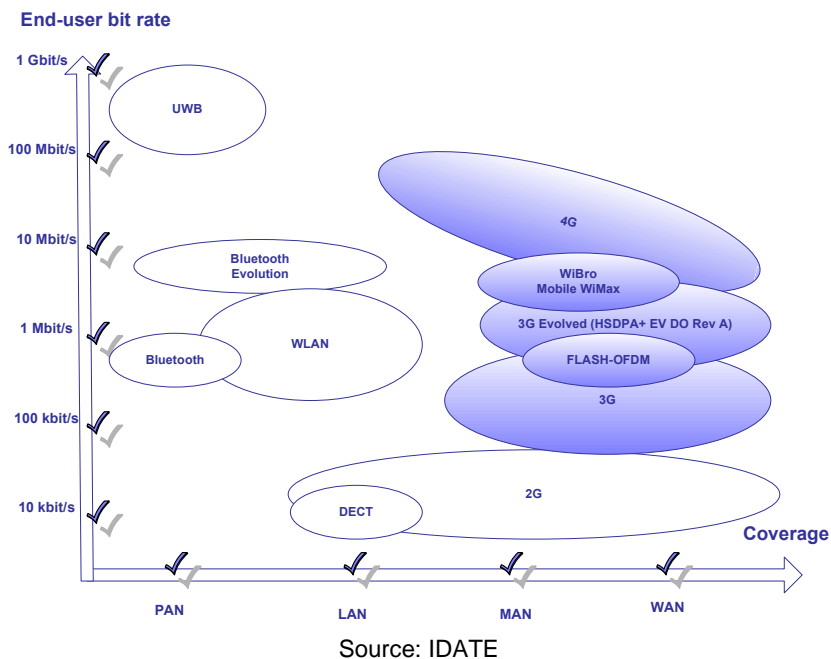 End-user bit rate
1 Gbit/s
UWB
100 Mbit/s
4G
10 Mbit/s
Bluetooth
Evolution
WiBro
Mobile WiMax
1 Mbit/s
3G Evolved (HSDPA+ EV DO Rev A)
WLAN
Bluetooth
FLASH-OFDM
3G
100 kbit/s
2G
10 kbit/s
DECT
Coverage
PAN
LAN
MAN
WAN
Source: IDATE